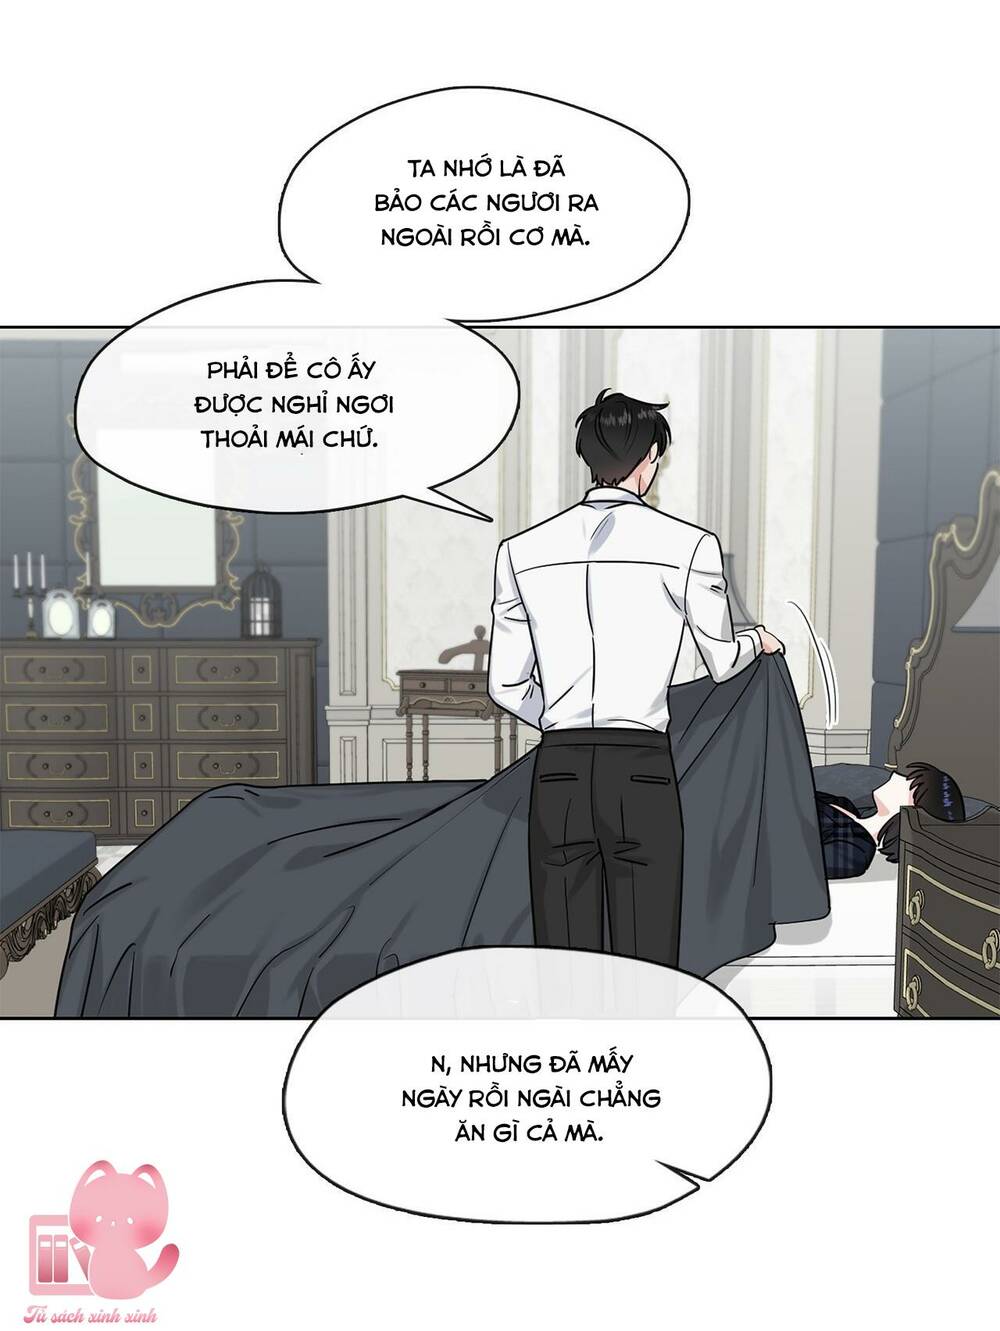 TA NHỚ LÀ ĐÃ
BẢO CÁC NGƯƠI RA
NGOÀI RỒI CƠ MÀ.
PHẢI ĐỂ CÔ ẤY
ĐƯỢC NGHỈ NGƠI
THOẢI MÁI CHỨ.
N, NHƯNG ĐÃ MẤY
NGÀY RỒI NGÀI CHẲNG
ĂN GÌ CẢ MÀ.
Tủ sách xinh xinh